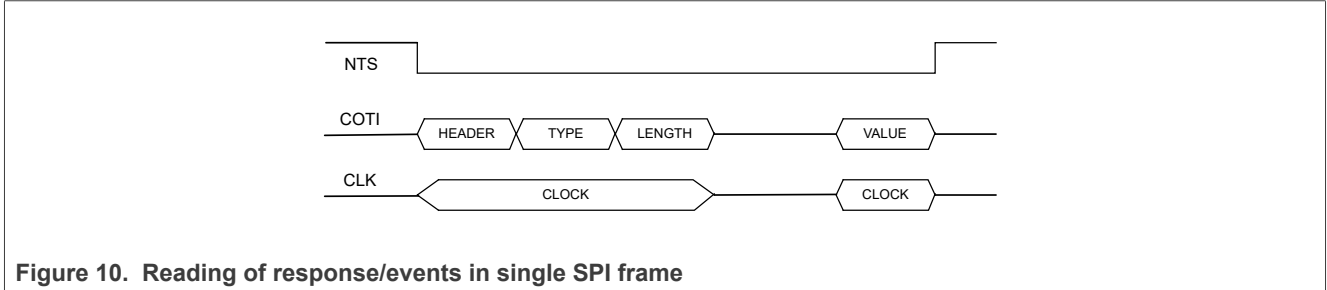 NTS
COTI
HEADER TYPE LENGTH VALUE
CLK
CLOCK CLOCK
Figure 10. Reading of response/events in single SPI frame